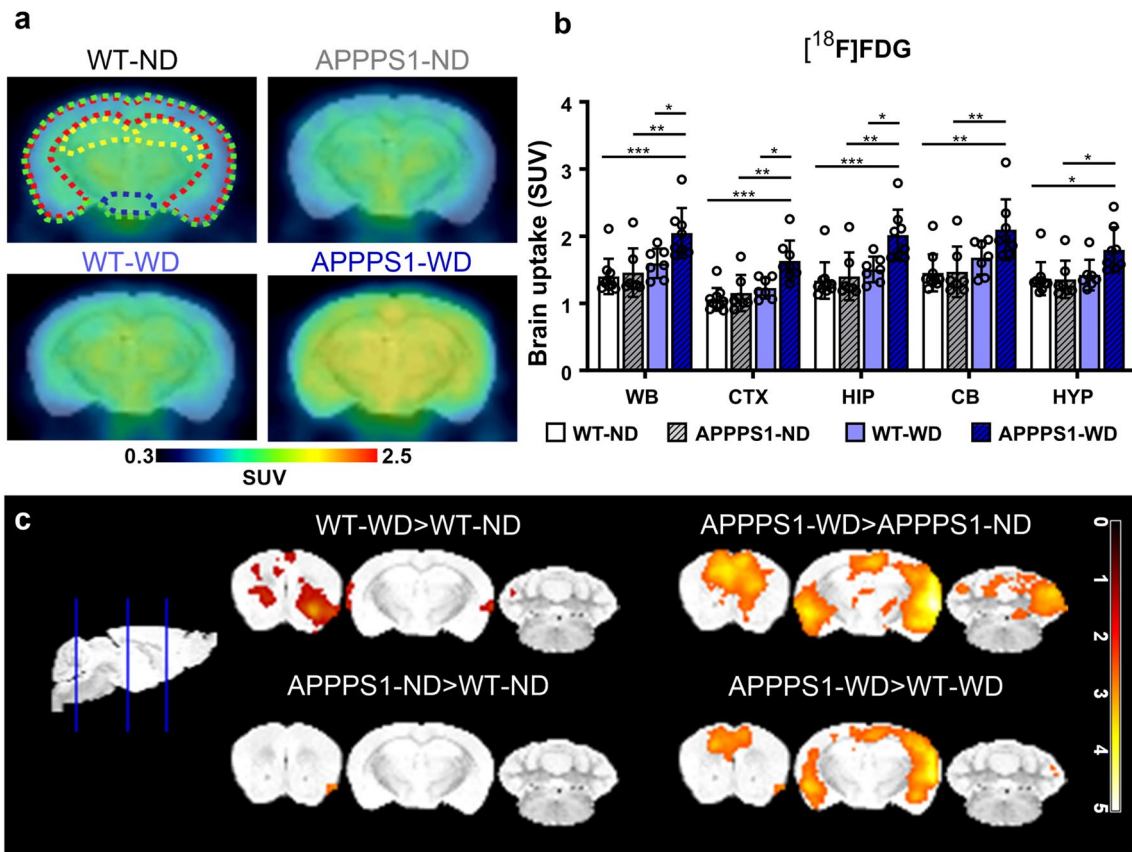 a
WT-ND
APPPS1-ND
WT-WD
APPPS1-WD
0.3
2.5
SUV
b
[¹⁸F]FDG
Brain uptake (SUV)
4
3
2
1
0
*
**
***
*
**
***
*
**
***
**
**
*
*
WB
CTX
HIP
CB
HYP
WT-ND
APPPS1-ND
WT-WD
APPPS1-WD
c
WT-WD>WT-ND
APPPS1-WD>APPPS1-ND
APPPS1-ND>WT-ND
APPPS1-WD>WT-WD
0
1
2
3
4
5